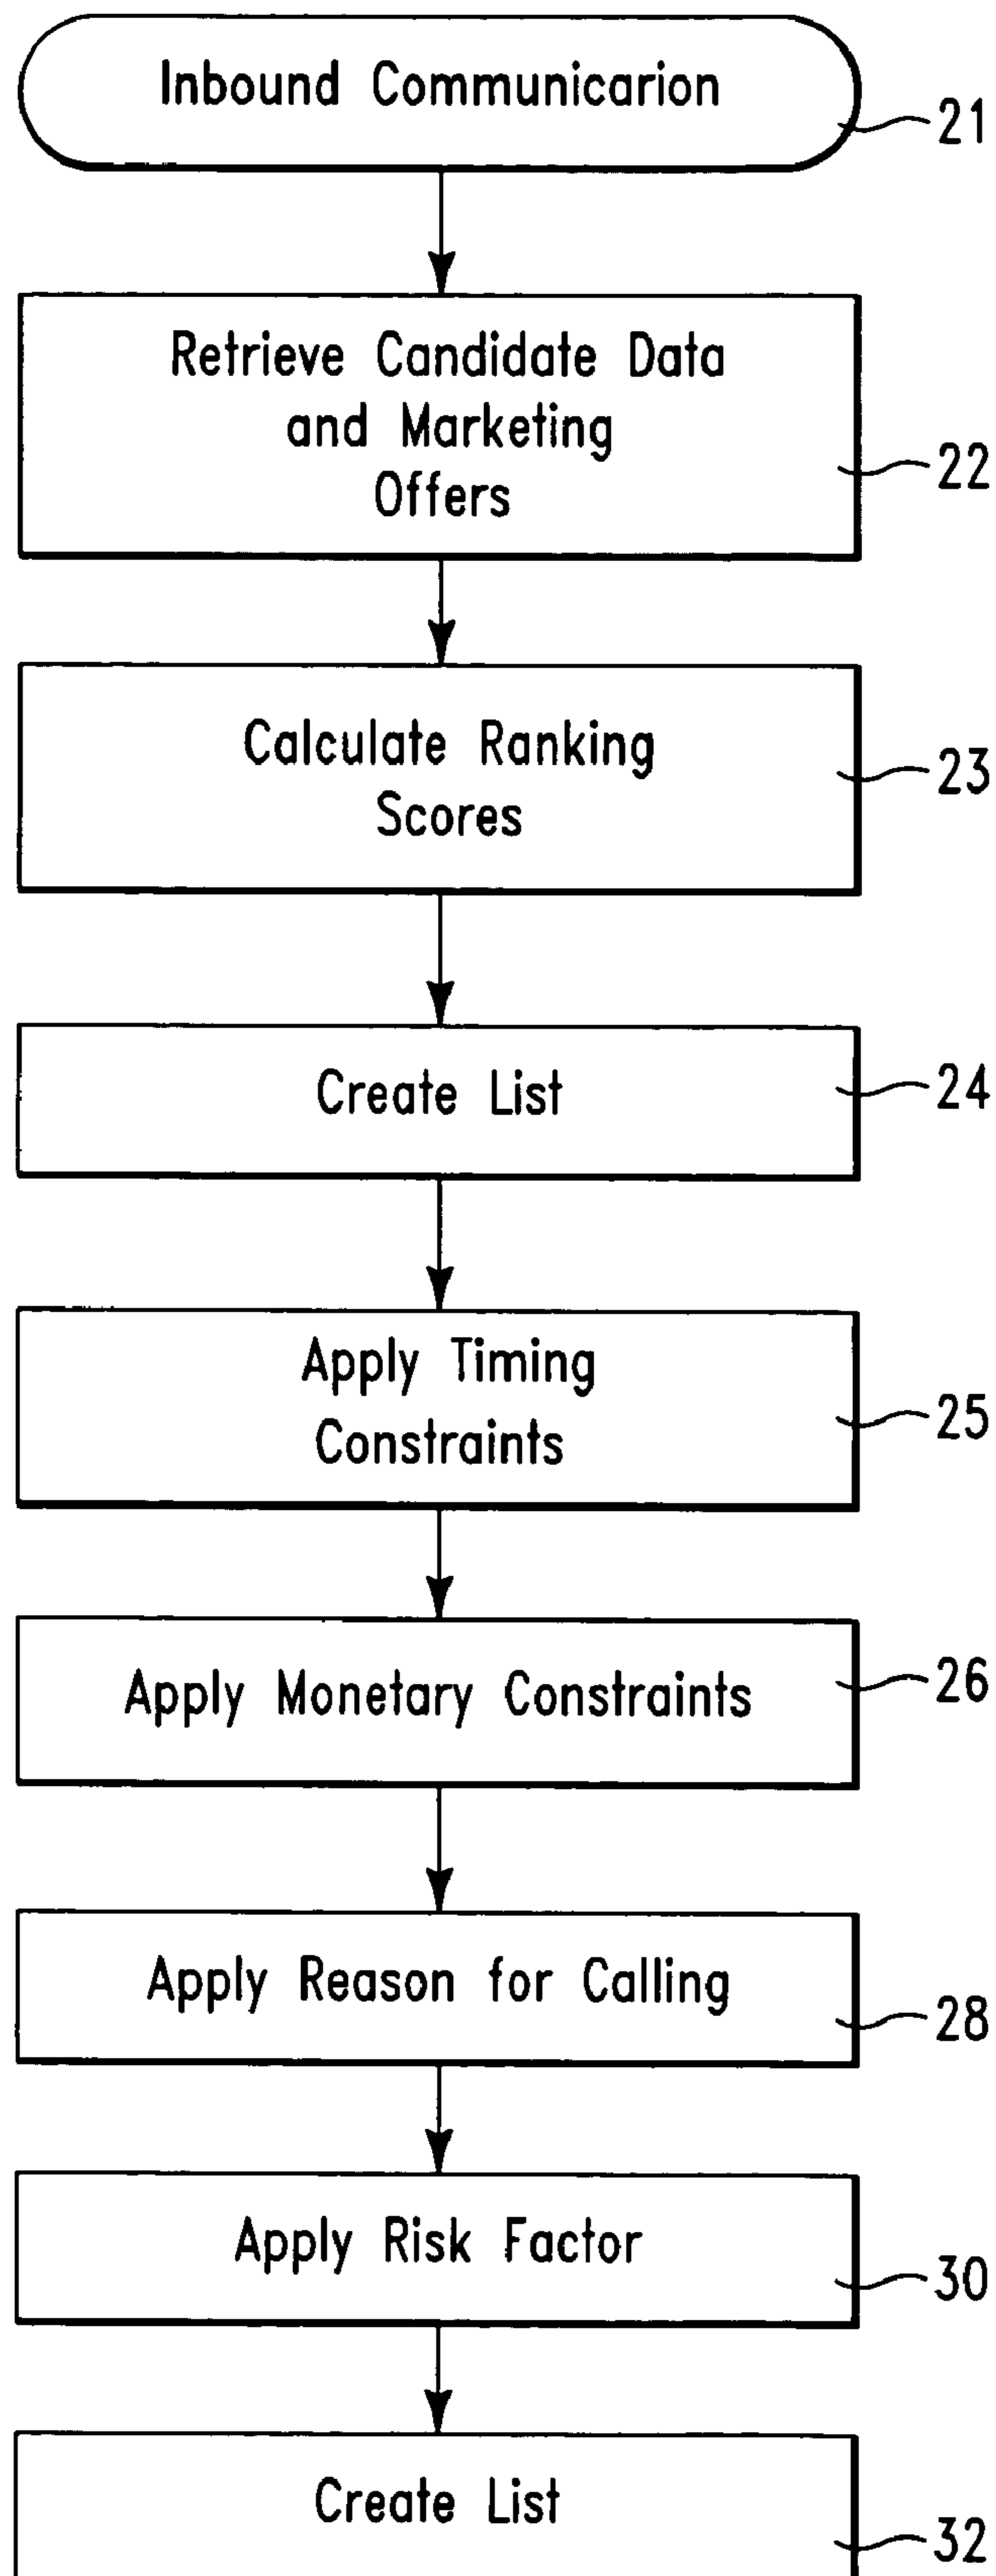 Inbound Communicarion
21
Retrieve Candidate Data
and Marketing
Offers
22
Calculate Ranking
Scores
23
Create List
24
Apply Timing
Constraints
25
Apply Monetary Constraints
26
Apply Reason for Calling
28
Apply Risk Factor
30
Create List
32